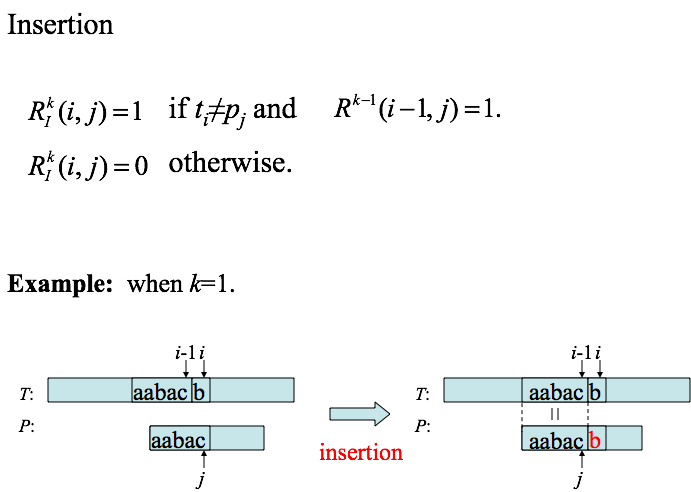 Insertion
R_I^k(i, j)=1 if t_i≠p_j and R^{k-1}(i-1, j)=1.
R_I^k(i, j)=0 otherwise.
Example: when k=1.
i-1 i i-1 i
T: aabac b T: aabac b
P: P:
aabac insertion aabac b
j j